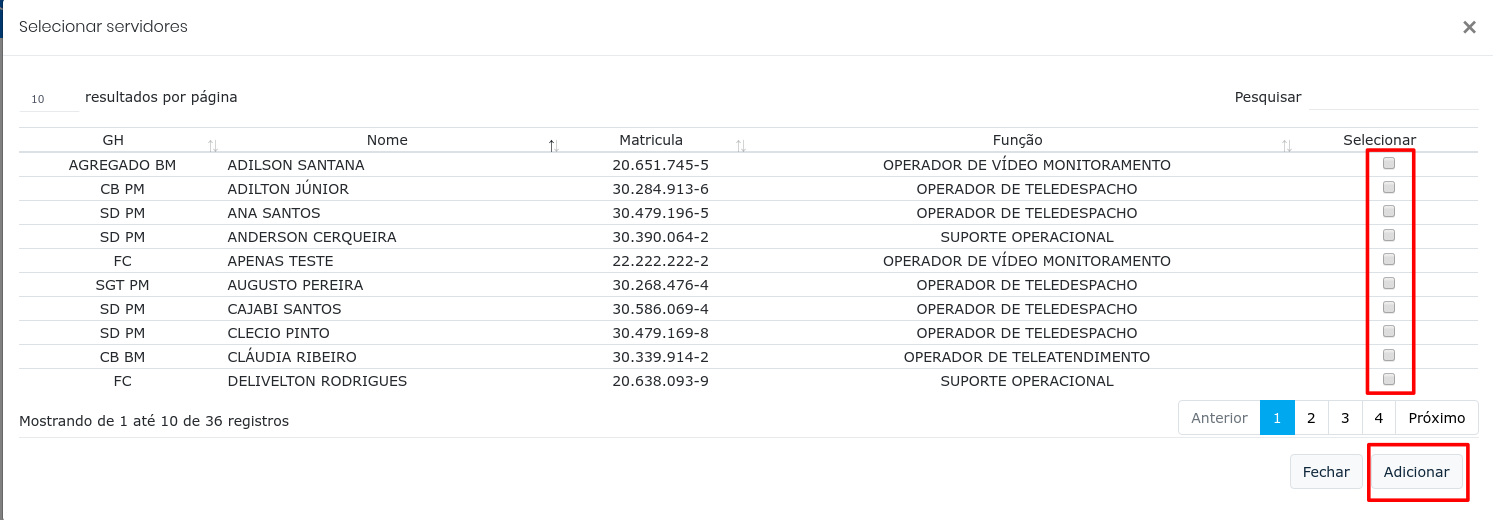 Selecionar servidores ×
10 resultados por página Pesquisar
GH Nome Matricula Função Selecionar
AGREGADO BM ADILSON SANTANA 20.651.745-5 OPERADOR DE VÍDEO MONITORAMENTO
CB PM ADILTON JÚNIOR 30.284.913-6 OPERADOR DE TELEDESPACHO
SD PM ANA SANTOS 30.479.196-5 OPERADOR DE TELEDESPACHO
SD PM ANDERSON CERQUEIRA 30.390.064-2 SUPORTE OPERACIONAL
FC APENAS TESTE 22.222.222-2 OPERADOR DE VÍDEO MONITORAMENTO
SGT PM AUGUSTO PEREIRA 30.268.476-4 OPERADOR DE TELEDESPACHO
SD PM CAJABI SANTOS 30.586.069-4 OPERADOR DE TELEDESPACHO
SD PM CLECIO PINTO 30.479.169-8 OPERADOR DE TELEDESPACHO
CB BM CLÁUDIA RIBEIRO 30.339.914-2 OPERADOR DE TELEATENDIMENTO
FC DELIVELTON RODRIGUES 20.638.093-9 SUPORTE OPERACIONAL
Mostrando de 1 até 10 de 36 registros Anterior 1 2 3 4 Próximo
Fechar Adicionar